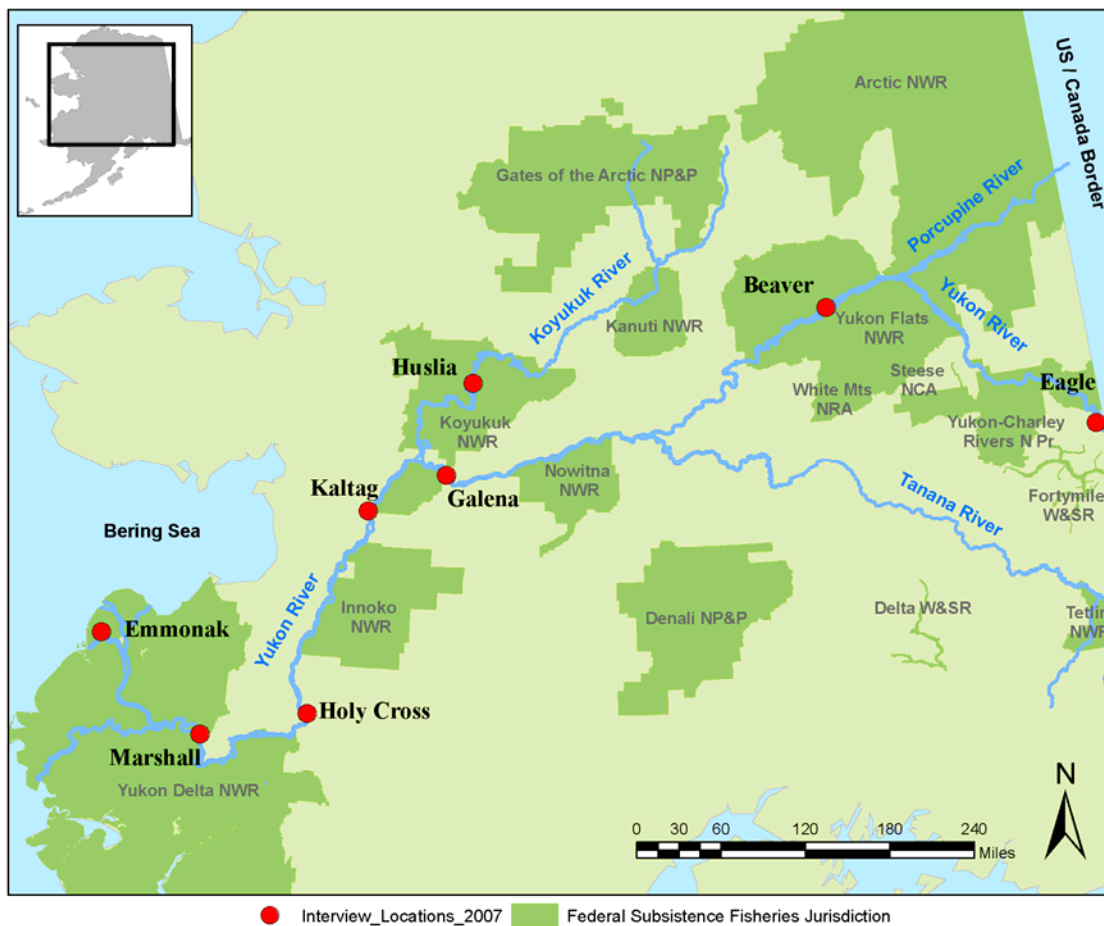 Arctic NWR
US / Canada Border
Gates of the Arctic NP&P
Porcupine River
Koyukuk River
Beaver
Yukon River
Kanuti NWR
Yukon Flats
NWR
Huslia
Steese
NCA
Eagle
White Mts
NRA
Koyukuk
NWR
Yukon-Charley
Rivers N Pr
Nowitna
NWR
Kaltag
Galena
Tanana River
Fortymile
W&SR
Bering Sea
Yukon River
Innoko
NWR
Denali NP&P
Delta W&SR
Tetlin
NWR
Emmonak
Holy Cross
Marshall
Yukon Delta NWR
N
0 30 60 120 180 240
Miles
Interview_Locations_2007
Federal Subsistence Fisheries Jurisdiction